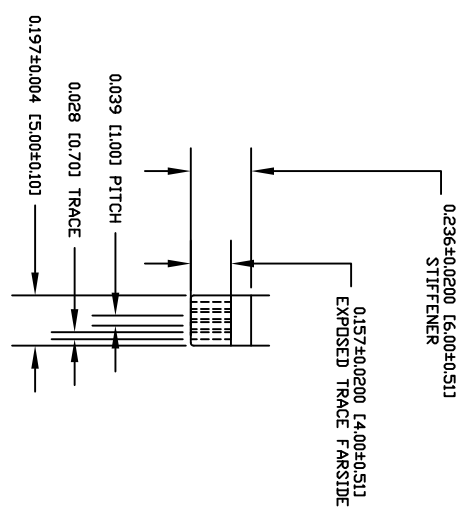 0.236±0.0200 [6.00±0.51]
STIFFENER
0.157±0.0200 [4.00±0.51]
EXPOSED TRACE FARSIDE
0.039 [1.00] PITCH
0.028 [0.70] TRACE
0.197±0.004 [5.00±0.10]